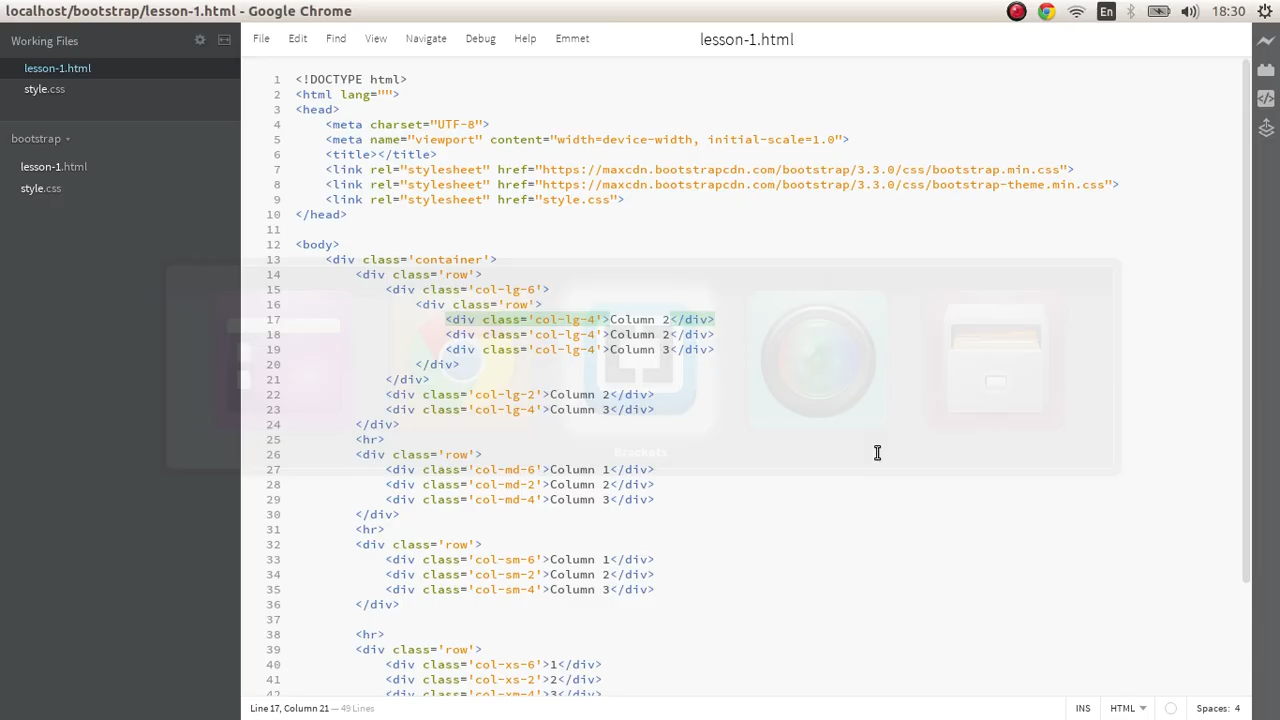 localhost/bootstrap/lesson-1.html - Google Chrome
En
18:30
Working Files
lesson-1.html
style.css
bootstrap
lesson-1.html
style.css
File Edit Find View Navigate Debug Help Emmet
lesson-1.html
1 <!DOCTYPE html>
2 <html lang="">
3 <head>
4 <meta charset="UTF-8">
5 <meta name="viewport" content="width=device-width, initial-scale=1.0">
6 <title></title>
7 <link rel="stylesheet" href="https://maxcdn.bootstrapcdn.com/bootstrap/3.3.0/css/bootstrap.min.css">
8 <link rel="stylesheet" href="https://maxcdn.bootstrapcdn.com/bootstrap/3.3.0/css/bootstrap-theme.min.css">
9 <link rel="stylesheet" href="style.css">
10 </head>
11
12 <body>
13 <div class='container'>
14 <div class='row'>
15 <div class='col-lg-6'>
16 <div class='row'>
17 <div class='col-lg-4'>Column 2</div>
18 <div class='col-lg-4'>Column 2</div>
19 <div class='col-lg-4'>Column 3</div>
20 </div>
21 </div>
22 <div class='col-lg-2'>Column 2</div>
23 <div class='col-lg-4'>Column 3</div>
24 </div>
25 <hr>
26 <div class='row'>
27 <div class='col-md-6'>Column 1</div>
28 <div class='col-md-2'>Column 2</div>
29 <div class='col-md-4'>Column 3</div>
30 </div>
31 <hr>
32 <div class='row'>
33 <div class='col-sm-6'>Column 1</div>
34 <div class='col-sm-2'>Column 2</div>
35 <div class='col-sm-4'>Column 3</div>
36 </div>
37
38 <hr>
39 <div class='row'>
40 <div class='col-xs-6'>1</div>
41 <div class='col-xs-2'>2</div>
42 <div class='col-xm-4'>3</div>
Brackets
Line 17, Column 21 — 49 Lines
INS HTML Spaces: 4